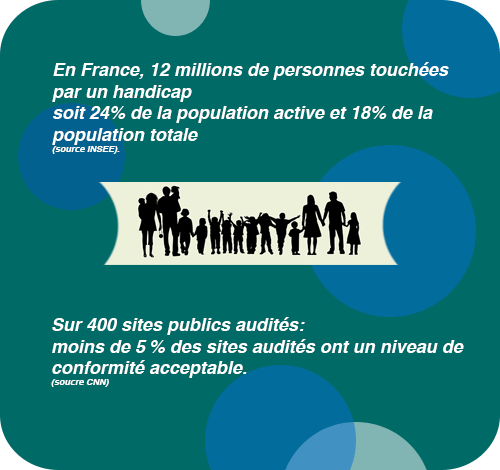 En France, 12 millions de personnes touchées
par un handicap
soit 24% de la population active et 18% de la
population totale
(source INSEE).
Sur 400 sites publics audités:
moins de 5 % des sites audités ont un niveau de
conformité acceptable.
(soucre CNN)